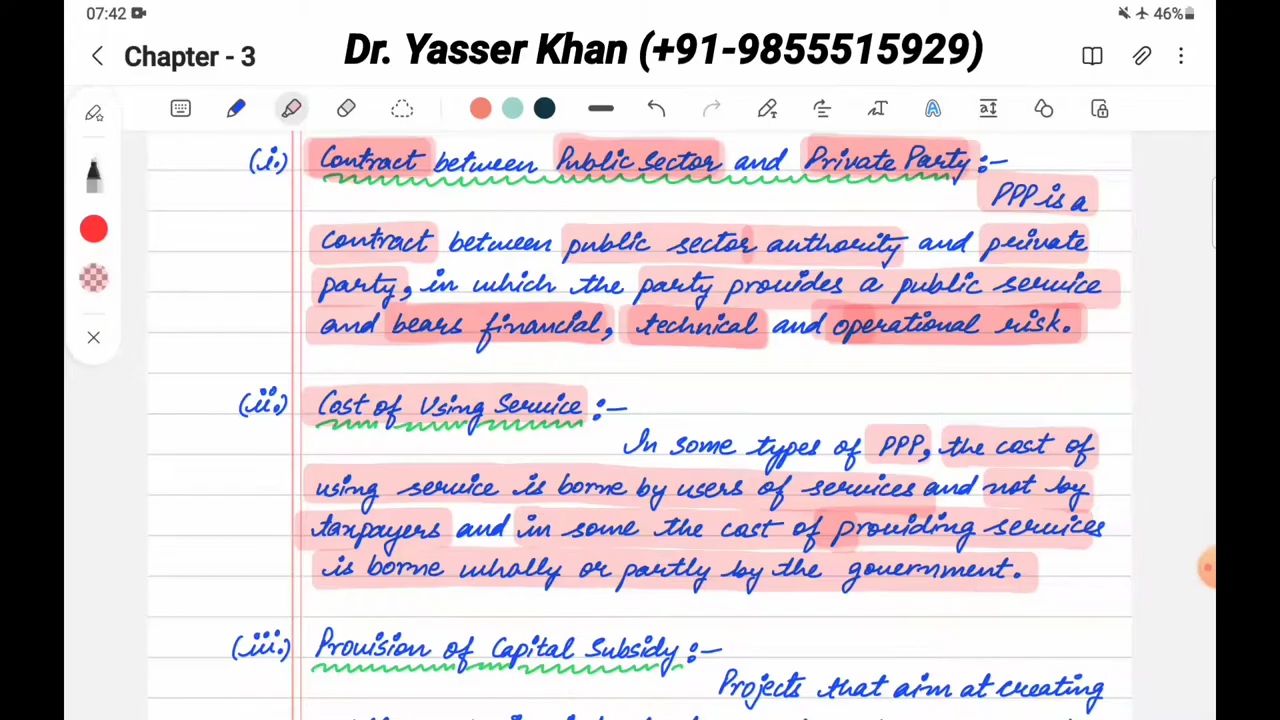 07:42
46%
Chapter - 3
Dr. Yasser Khan (+91-9855515929)
(i.) Contract between Public Sector and Private Party :-
PPP is a
contract between public sector authority and private
party, in which the party provides a public service
and bears financial, technical and operational risk.
(ii.) Cost of Using Service :-
In some types of PPP, the cost of
using service is borne by users of services and not by
taxpayers and in some the cost of providing services
is borne wholly or partly by the government.
(iii.) Provision of Capital Subsidy :-
Projects that aim at creating